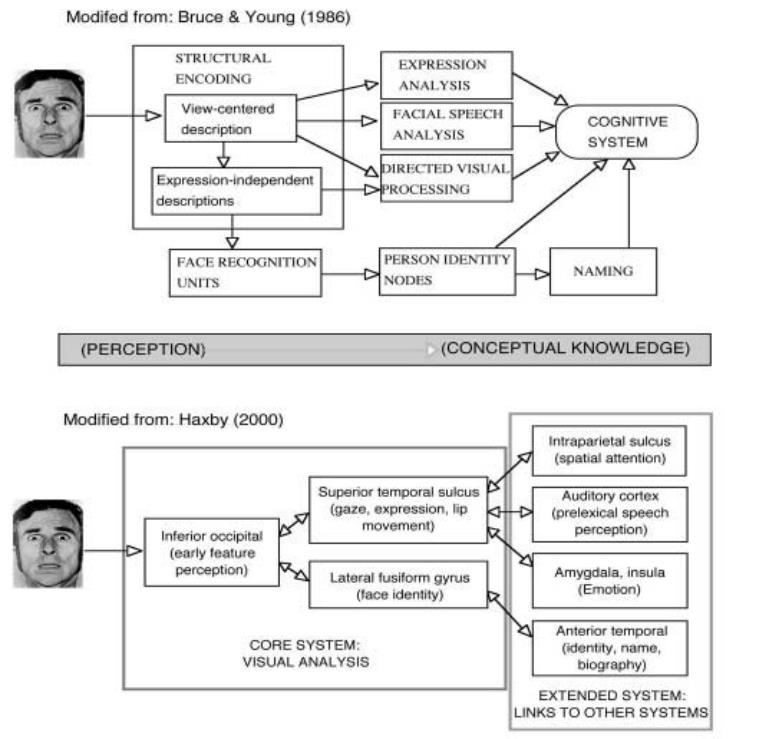 Modifed from: Bruce & Young (1986)
STRUCTURAL
ENCODING
View-centered
description
Expression-independent
descriptions
EXPRESSION
ANALYSIS
FACIAL SPEECH
ANALYSIS
DIRECTED VISUAL
PROCESSING
COGNITIVE
SYSTEM
FACE RECOGNITION
UNITS
PERSON IDENTITY
NODES
NAMING
(PERCEPTION)
(CONCEPTUAL KNOWLEDGE)
Modified from: Haxby (2000)
Inferior occipital
(early feature
perception)
Superior temporal sulcus
(gaze, expression, lip
movement)
Lateral fusiform gyrus
(face identity)
CORE SYSTEM:
VISUAL ANALYSIS
Intraparietal sulcus
(spatial attention)
Auditory cortex
(prelexical speech
perception)
Amygdala, insula
(Emotion)
Anterior temporal
(identity, name,
biography)
EXTENDED SYSTEM:
LINKS TO OTHER SYSTEMS